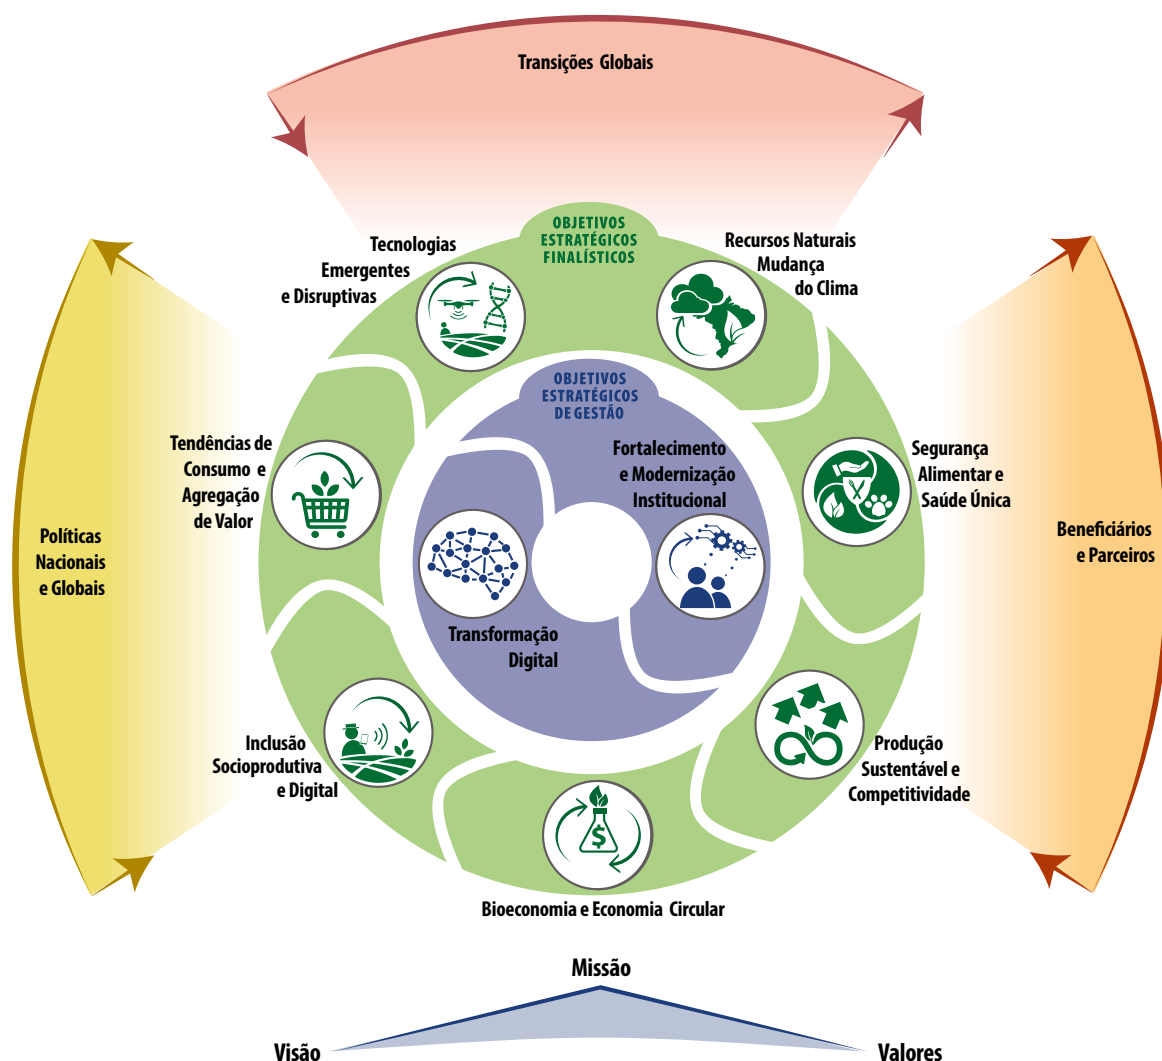 Transições Globais
OBJETIVOS
ESTRATÉGICOS
FINALÍSTICOS
Tecnologias
Emergentes
e Disruptivas
Recursos Naturais
Mudança
do Clima
OBJETIVOS
ESTRATÉGICOS
DE GESTÃO
Tendências de
Consumo e
Agregação
de Valor
Fortalecimento
e Modernização
Institucional
Segurança
Alimentar e
Saúde Única
Políticas
Nacionais
e Globais
Beneficiários
e Parceiros
Transformação
Digital
Inclusão
Socioprodutiva
e Digital
Produção
Sustentável e
Competitividade
$
Bioeconomia e Economia Circular
Missão
Visão
Valores